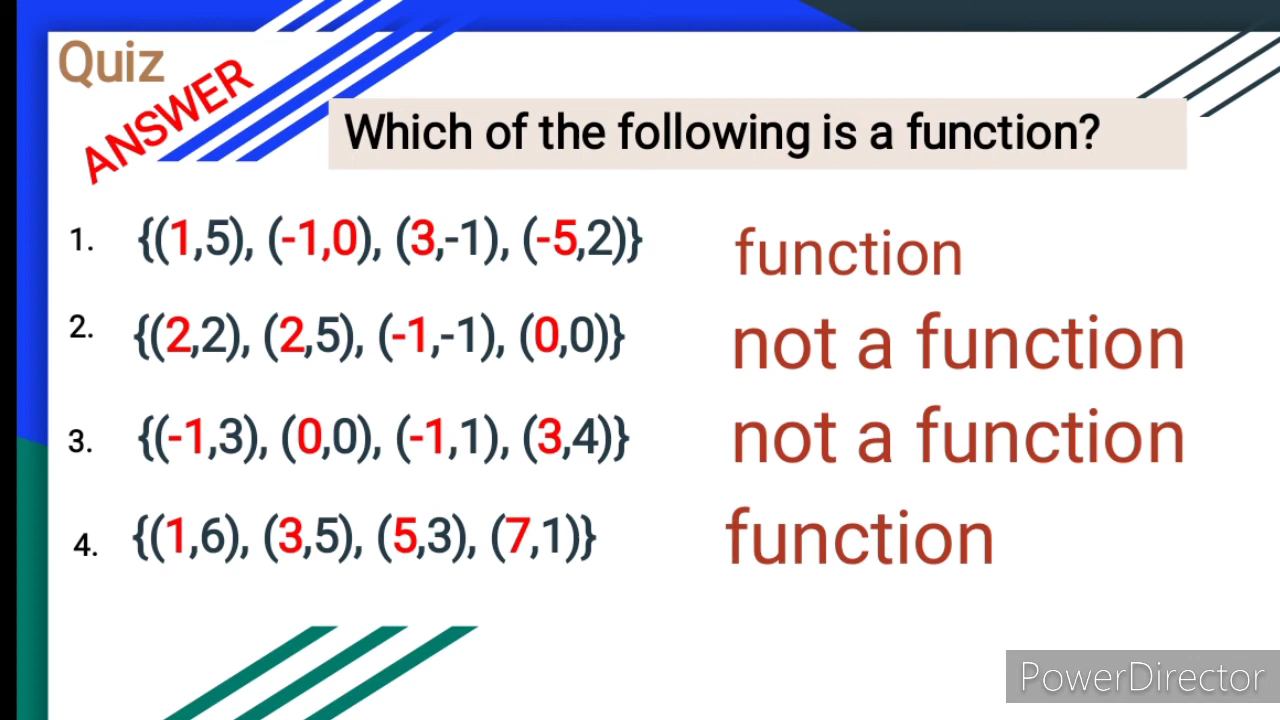 Quiz
ANSWER
Which of the following is a function?
1. {(1,5), (-1,0), (3,-1), (-5,2)} function
2. {(2,2), (2,5), (-1,-1), (0,0)} not a function
3. {(-1,3), (0,0), (-1,1), (3,4)} not a function
4. {(1,6), (3,5), (5,3), (7,1)} function
PowerDirector